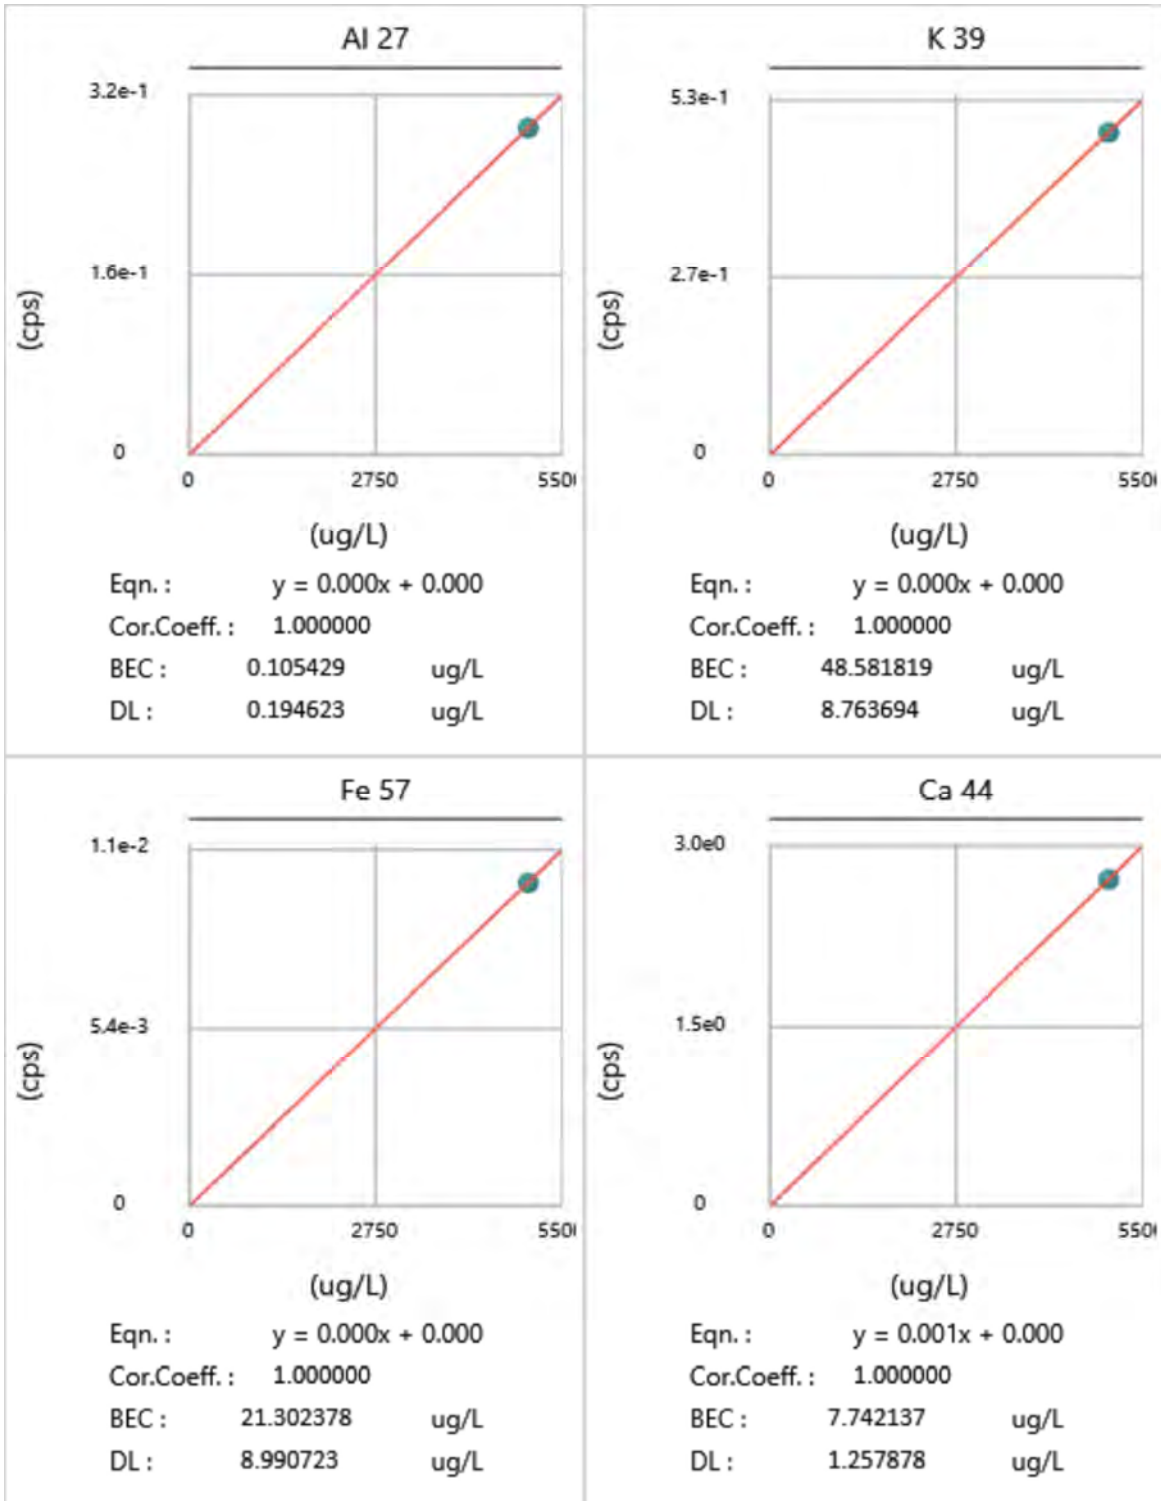 Al 27
3.2e-1
1.6e-1
0
(cps)
0 2750 550
(ug/L)
Eqn. : y = 0.000x + 0.000
Cor.Coeff. : 1.000000
BEC : 0.105429 ug/L
DL : 0.194623 ug/L
K 39
5.3e-1
2.7e-1
0
(cps)
0 2750 550
(ug/L)
Eqn. : y = 0.000x + 0.000
Cor.Coeff. : 1.000000
BEC : 48.581819 ug/L
DL : 8.763694 ug/L
Fe 57
1.1e-2
5.4e-3
0
(cps)
0 2750 550
(ug/L)
Eqn. : y = 0.000x + 0.000
Cor.Coeff. : 1.000000
BEC : 21.302378 ug/L
DL : 8.990723 ug/L
Ca 44
3.0e0
1.5e0
0
(cps)
0 2750 550
(ug/L)
Eqn. : y = 0.001x + 0.000
Cor.Coeff. : 1.000000
BEC : 7.742137 ug/L
DL : 1.257878 ug/L